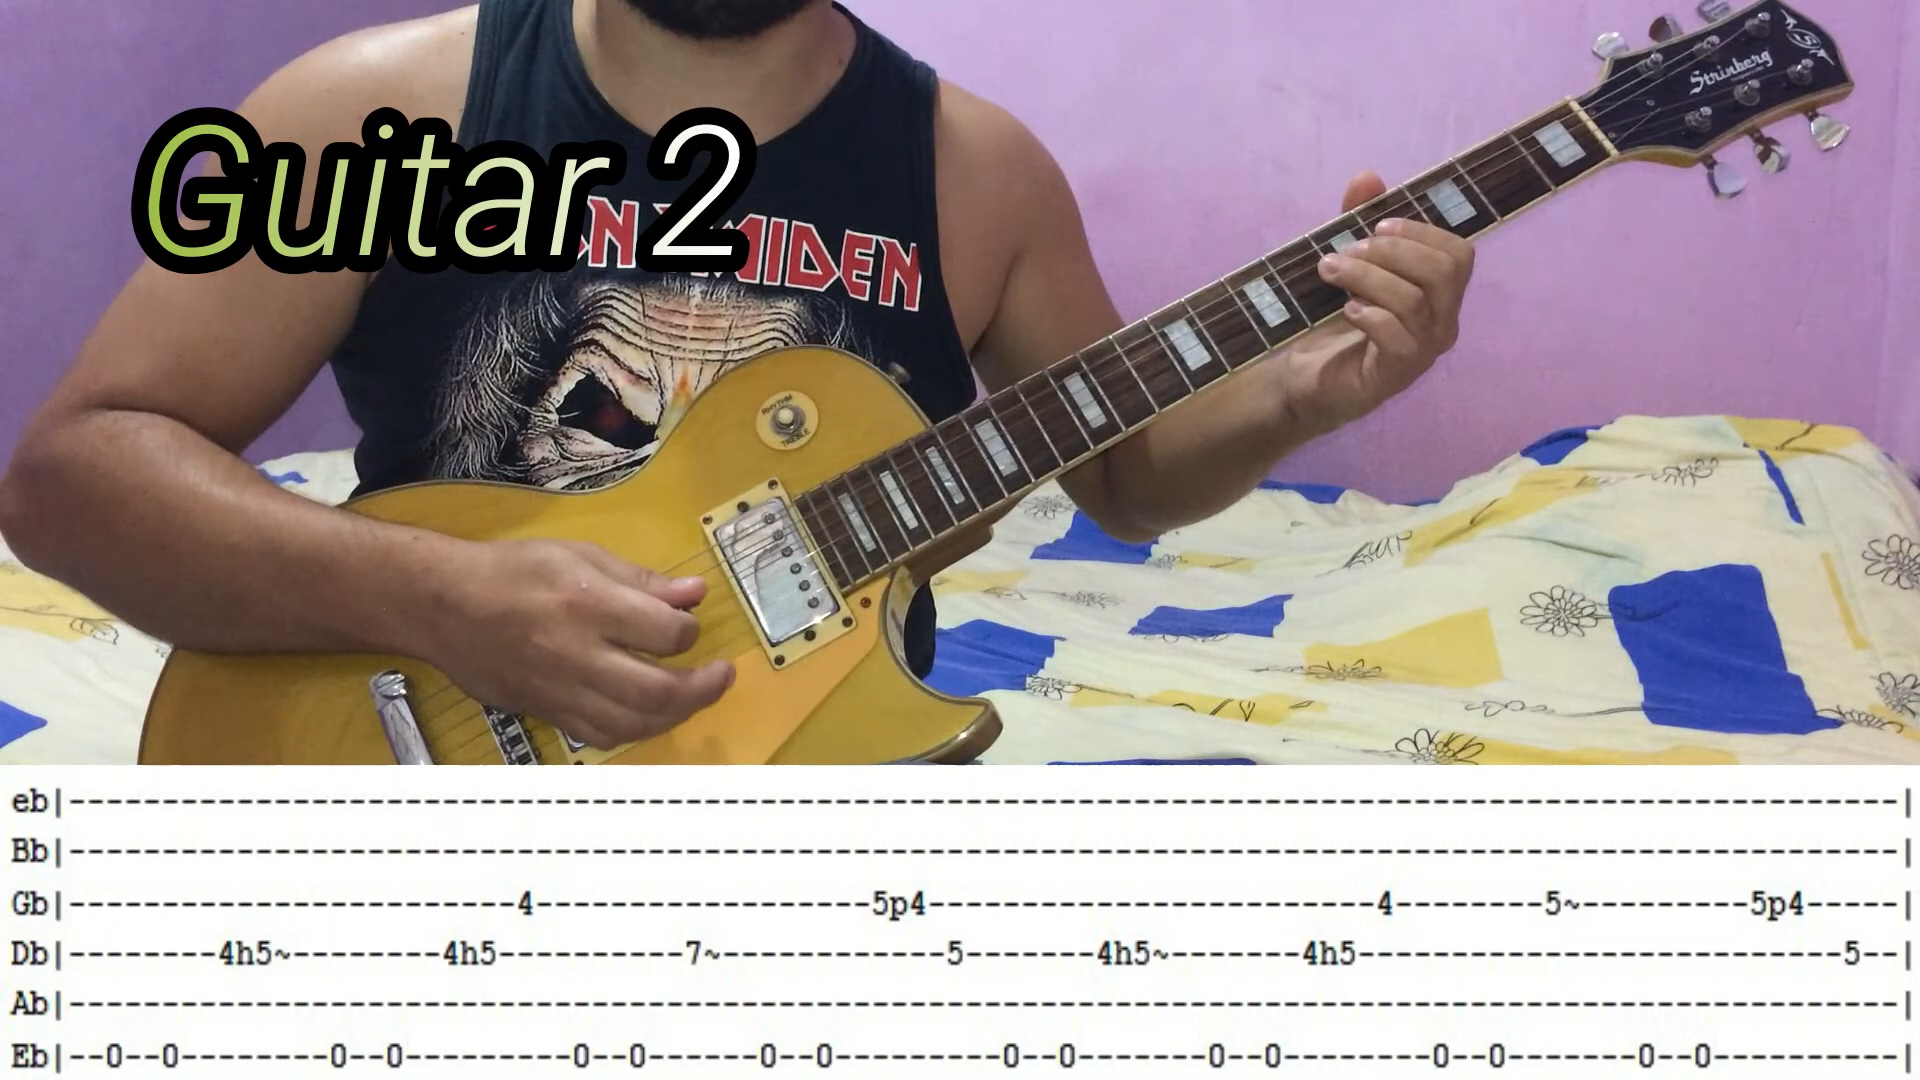 Guitar 2
Strinberg
RHYTHM
TREBLE
N MAIDEN
eb|--------------------------------------------------------------------------------------------------|
Bb|--------------------------------------------------------------------------------------------------|
Gb|------------------------4------------------5p4------------------------4--------5~---------5p4-----|
Db|--------4h5~--------4h5----------7~------------5-------4h5~-------4h5--------------------------5--|
Ab|--------------------------------------------------------------------------------------------------|
Eb|--0--0--------0--0---------0--0------0--0---------0--0-------0--0--------0--0-------0--0----------|